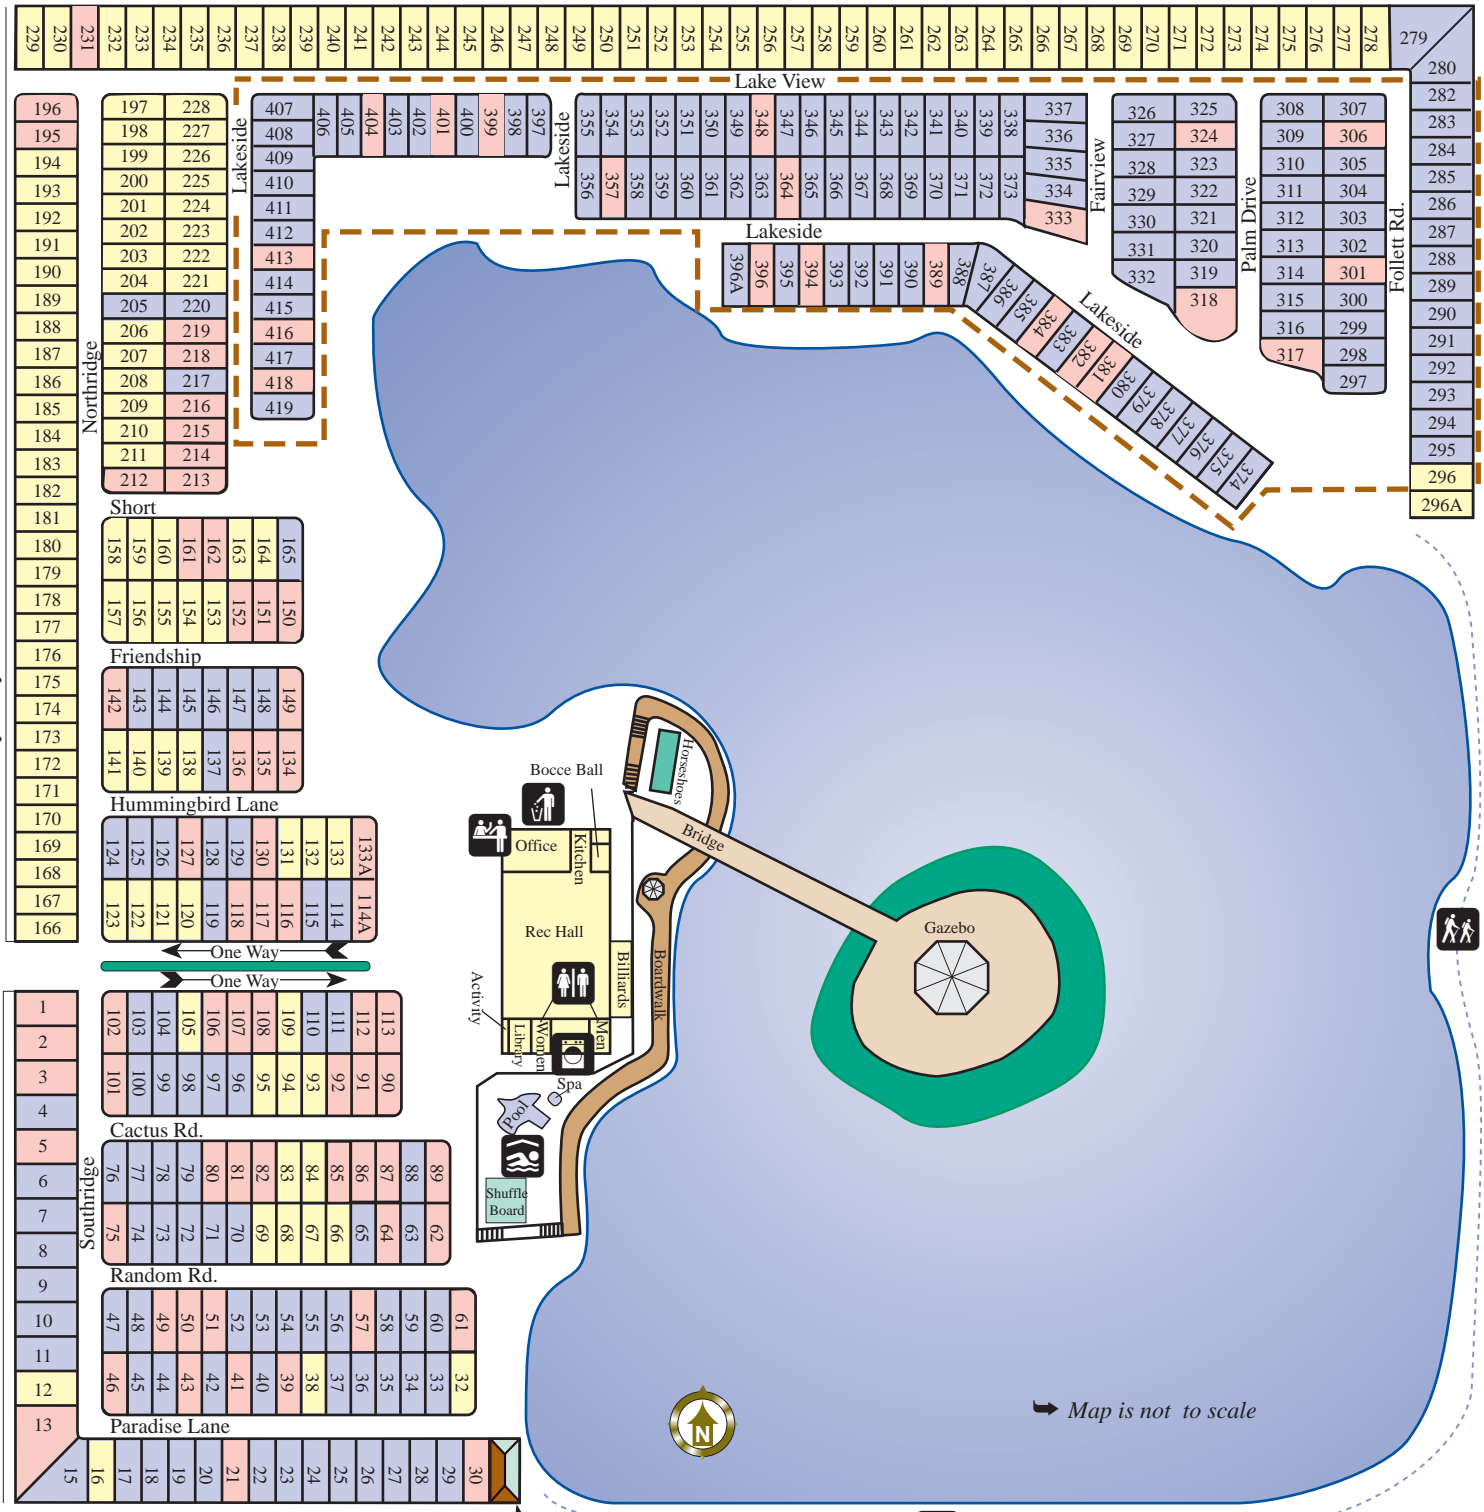 229 230 231 232 233 234 235 236 237 238 239 240 241 242 243 244 245 246 247 248 249 250 251 252 253 254 255 256 257 258 259 260 261 262 263 264 265 266 267 268 269 270 271 272 273 274 275 276 277 278 279
280
282
283
284
285
286
287
288
289
290
291
292
293
294
295
296
296A
Lake View
196
195
194
193
192
191
190
189
188
187
186
185
184
183
182
181
180
179
178
177
176
175
174
173
172
171
170
169
168
167
166
Northridge
197 228
198 227
199 226
200 225
201 224
202 223
203 222
204 221
205 220
206 219
207 218
208 217
209 216
210 215
211 214
212 213
Lakeside
407
408
409
410
411
412
413
414
415
416
417
418
419
406 405 404 403 402 401 400 399 398 397
Lakeside
355 354 353 352 351 350 349 348 347 346 345 344 343 342 341 340 339 338
356 357 358 359 360 361 362 363 364 365 366 367 368 369 370 371 372 373
337
336
335
334
333
Fairview
326 325
327 324
328 323
329 322
330 321
331 320
332 319
318
Palm Drive
308 307
309 306
310 305
311 304
312 303
313 302
314 301
315 300
316 299
317 298
297
Follett Rd.
Lakeside
396A 396 395 394 393 392 391 390 389 388 387 386 385 384 383 382 381 380 379 378 377 376 375 374
Lakeside
Short
158 159 160 161 162 163 164 165
157 156 155 154 153 152 151 150
Friendship
142 143 144 145 146 147 148 149
141 140 139 138 137 136 135 134
Hummingbird Lane
124 125 126 127 128 129 130 131 132 133 133A
123 122 121 120 119 118 117 116 115 114 114A
One Way
One Way
1
2
3
4
5
6
7
8
9
10
11
12
13
Southridge
102 103 104 105 106 107 108 109 110 111 112 113
101 100 99 98 97 96 95 94 93 92 91 90
Cactus Rd.
76 77 78 79 80 81 82 83 84 85 86 87 88 89
75 74 73 72 71 70 69 68 67 66 65 64 63 62
Random Rd.
47 48 49 50 51 52 53 54 55 56 57 58 59 60 61
46 45 44 43 42 41 40 39 38 37 36 35 34 33 32
Paradise Lane
15 16 17 18 19 20 21 22 23 24 25 26 27 28 29 30
Bocce Ball
Horseshoes
Office
Kitchen
Bridge
Rec Hall
Gazebo
Billiards
Boardwalk
Activity
Library
Women
Men
Spa
Pool
Shuffle
Board
N
Map is not to scale